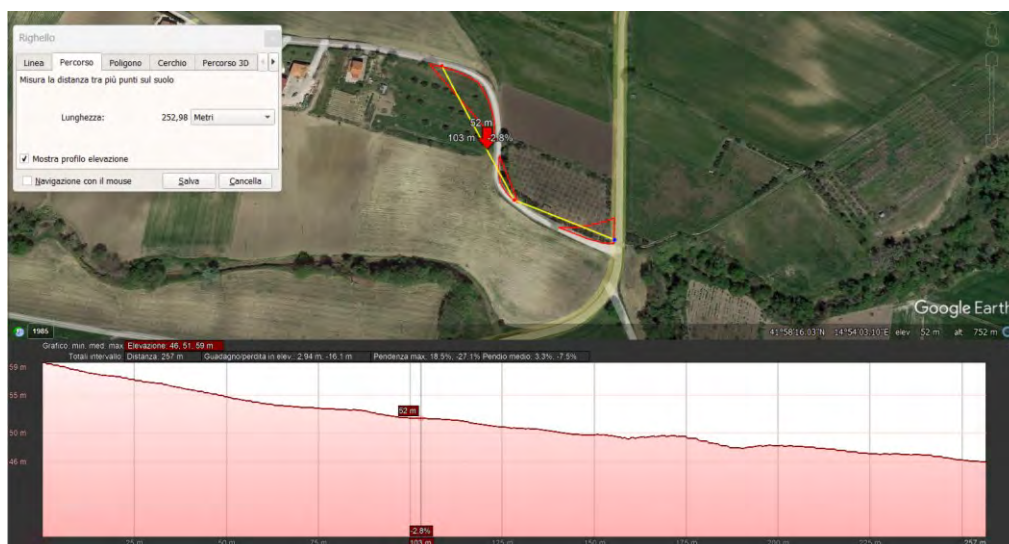 Righello
Linea Percorso Poligono Cerchio Percorso 3D
Misura la distanza tra più punti sul suolo
Lunghezza: 252,98 Metri
Mostra profilo elevazione
Navigazione con il mouse Salva Cancella
52 m
103 m -2.8%
Google Earth
1985
41°58'16.03"N 14°54'03.10"E elev 52 m alt 752 m
Grafico: min, med, max Elevazione: 46, 51, 59 m
Totali intervallo: Distanza: 257 m Guadagno/perdita in elev.: 2,94 m, -16.1 m Pendenza max. 18.5%, -27.1% Pendio medio: 3.3%, -7.5%
59 m
55 m
52 m
50 m
46 m
-2.8%
25 m 50 m 75 m 103 m 125 m 150 m 175 m 200 m 225 m 257 m